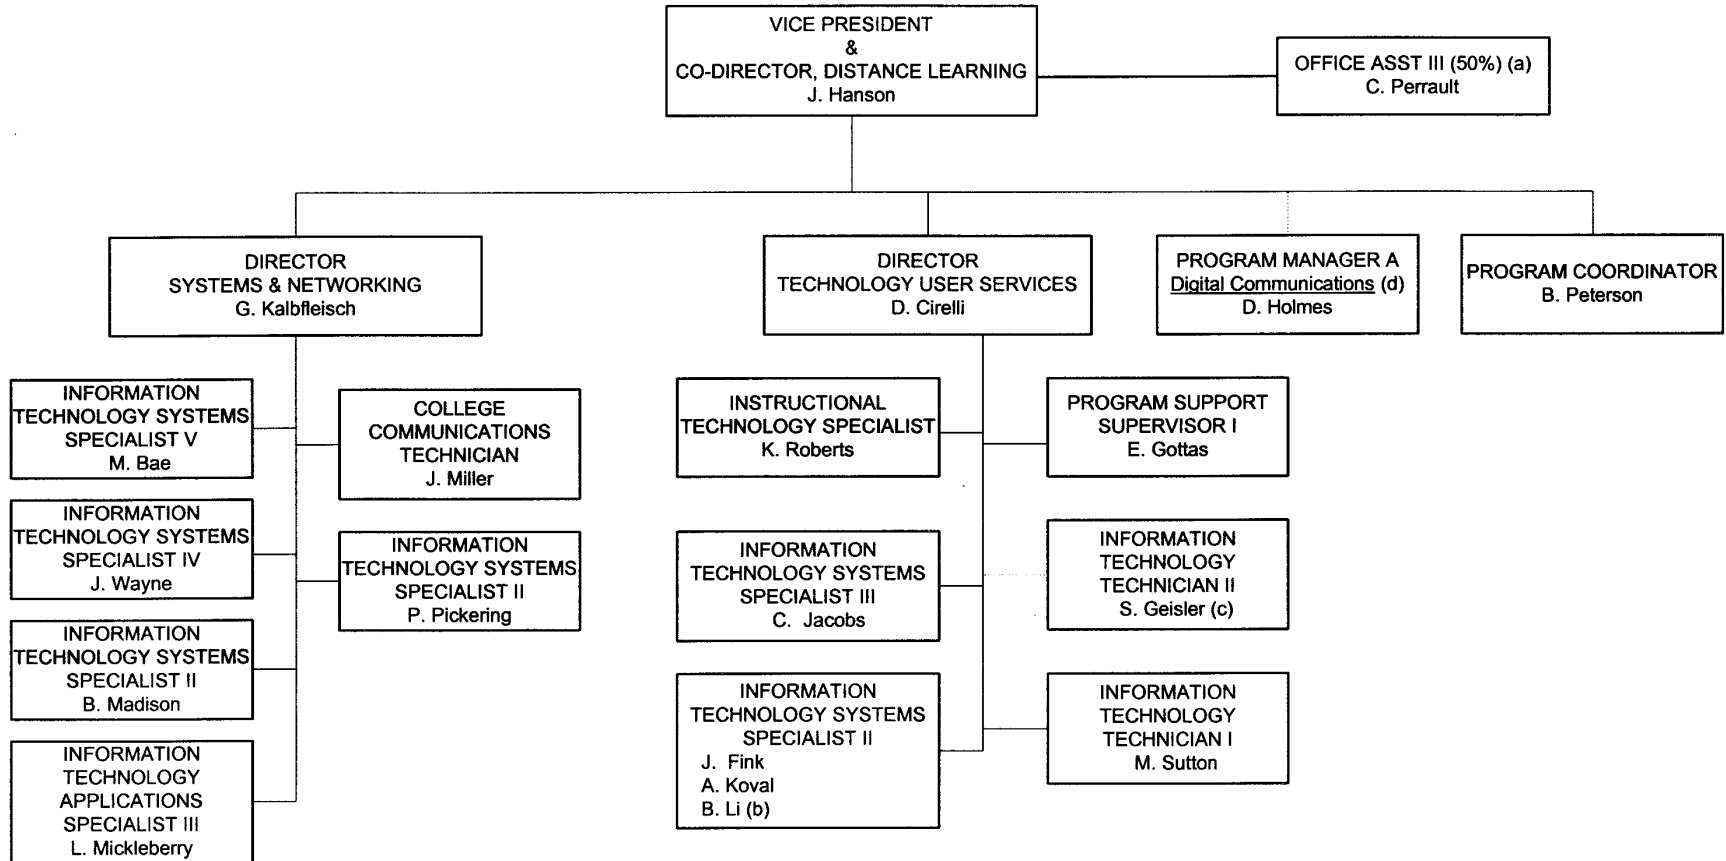 VICE PRESIDENT
&
CO-DIRECTOR, DISTANCE LEARNING
J. Hanson
OFFICE ASST III (50%) (a)
C. Perrault
DIRECTOR
SYSTEMS & NETWORKING
G. Kalbfleisch
DIRECTOR
TECHNOLOGY USER SERVICES
D. Cirelli
PROGRAM MANAGER A
Digital Communications (d)
D. Holmes
PROGRAM COORDINATOR
B. Peterson
INFORMATION
TECHNOLOGY SYSTEMS
SPECIALIST V
M. Bae
COLLEGE
COMMUNICATIONS
TECHNICIAN
J. Miller
INFORMATION
TECHNOLOGY SYSTEMS
SPECIALIST IV
J. Wayne
INFORMATION
TECHNOLOGY SYSTEMS
SPECIALIST II
P. Pickering
INFORMATION
TECHNOLOGY SYSTEMS
SPECIALIST II
B. Madison
INFORMATION
TECHNOLOGY
APPLICATIONS
SPECIALIST III
L. Mickleberry
INSTRUCTIONAL
TECHNOLOGY SPECIALIST
K. Roberts
PROGRAM SUPPORT
SUPERVISOR I
E. Gottas
INFORMATION
TECHNOLOGY SYSTEMS
SPECIALIST III
C. Jacobs
INFORMATION
TECHNOLOGY
TECHNICIAN II
S. Geisler (c)
INFORMATION
TECHNOLOGY SYSTEMS
SPECIALIST II
J. Fink
A. Koval
B. Li (b)
INFORMATION
TECHNOLOGY
TECHNICIAN I
M. Sutton